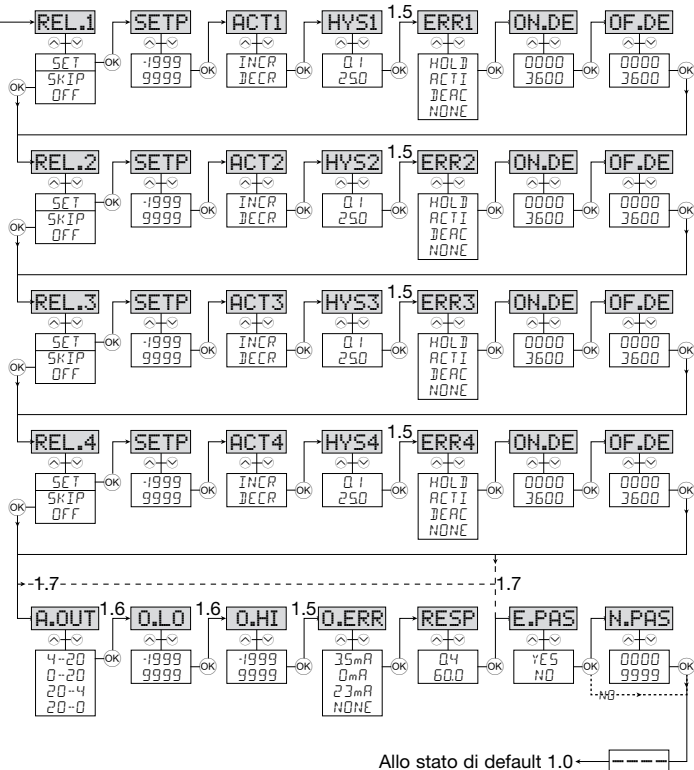 1.5
REL.1 SETP ACT1 HYS1 ERR1 ON.DE OF.DE
SET -1999 INCR 0.1 HOLD 0000 0000
SKIP 9999 DECR 25.0 ACTI 3600 3600
OFF DEAC
NONE
OK OK OK OK OK OK OK OK
1.5
REL.2 SETP ACT2 HYS2 ERR2 ON.DE OF.DE
SET -1999 INCR 0.1 HOLD 0000 0000
SKIP 9999 DECR 25.0 ACTI 3600 3600
OFF DEAC
NONE
OK OK OK OK OK OK OK OK
1.5
REL.3 SETP ACT3 HYS3 ERR3 ON.DE OF.DE
SET -1999 INCR 0.1 HOLD 0000 0000
SKIP 9999 DECR 25.0 ACTI 3600 3600
OFF DEAC
NONE
OK OK OK OK OK OK OK OK
1.5
REL.4 SETP ACT4 HYS4 ERR4 ON.DE OF.DE
SET -1999 INCR 0.1 HOLD 0000 0000
SKIP 9999 DECR 25.0 ACTI 3600 3600
OFF DEAC
NONE
OK OK OK OK OK OK OK OK
1.7 1.7
1.6 1.6 1.5
A.OUT O.LO O.HI O.ERR RESP E.PAS N.PAS
4--20 -1999 -1999 3.5mA 0.4 YES 0000
0--20 9999 9999 0mA 60.0 NO 9999
20--4 23mA
20--0 NONE
OK OK OK OK OK OK OK
NO
Allo stato di default 1.0 ----